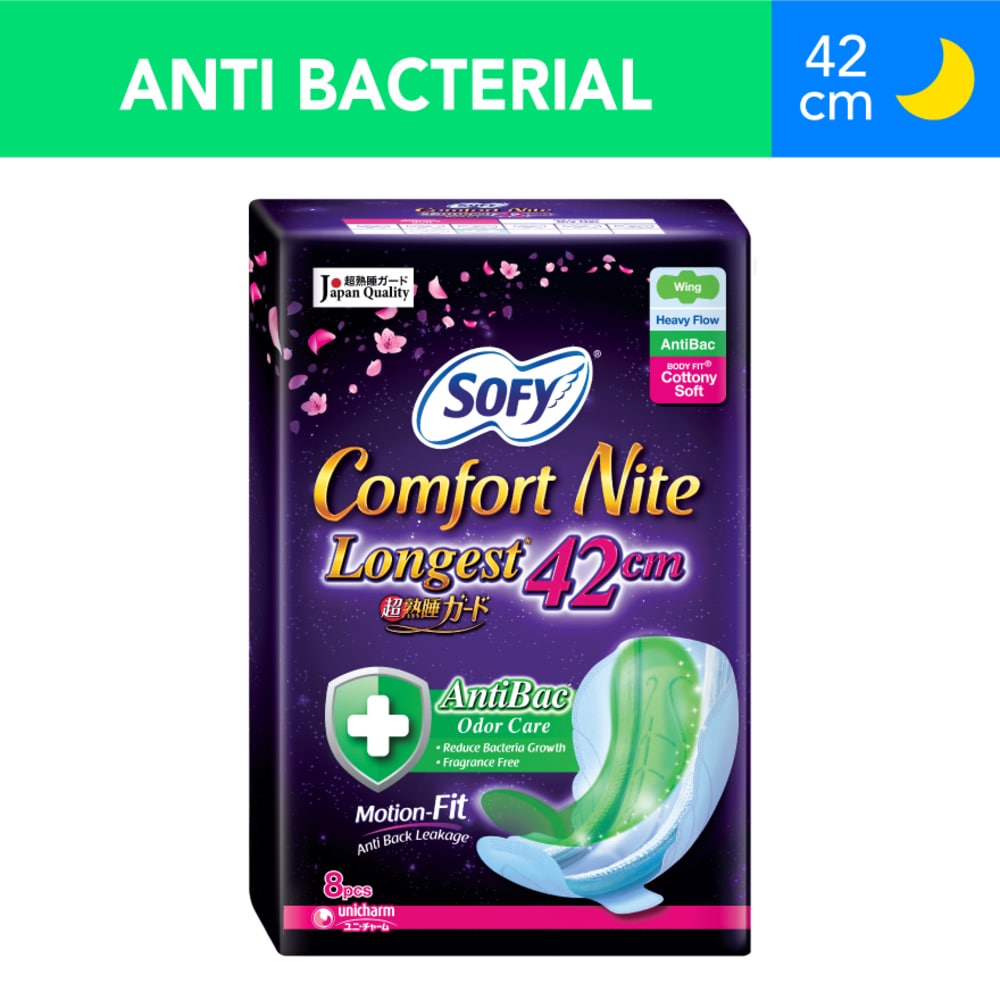 ANTI BACTERIAL
42
cm
Comfort Nite
超熟睡ガード
Japan Quality
Wing
Heavy Flow
AntiBac
BODY FIT®
Cottony
Soft
SOFY®
Comfort Nite
Longest* 42cm
超熟睡ガード
AntiBac
Odor Care
• Reduce Bacteria Growth
• Fragrance Free
Motion-Fit
Anti Back Leakage
8pcs
unicharm
ユニ・チャーム